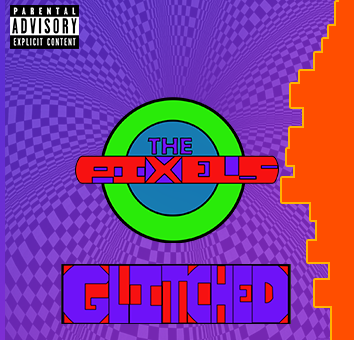 PARENTAL
ADVISORY
EXPLICIT CONTENT
THE
PIXELS
GLITCHED